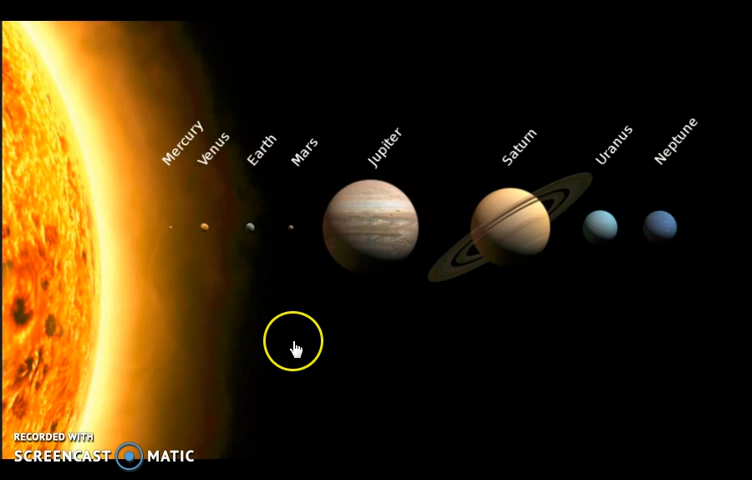 Mercury
Venus
Earth
Mars
Jupiter
Saturn
Uranus
Neptune
RECORDED WITH
SCREENCAST MATIC